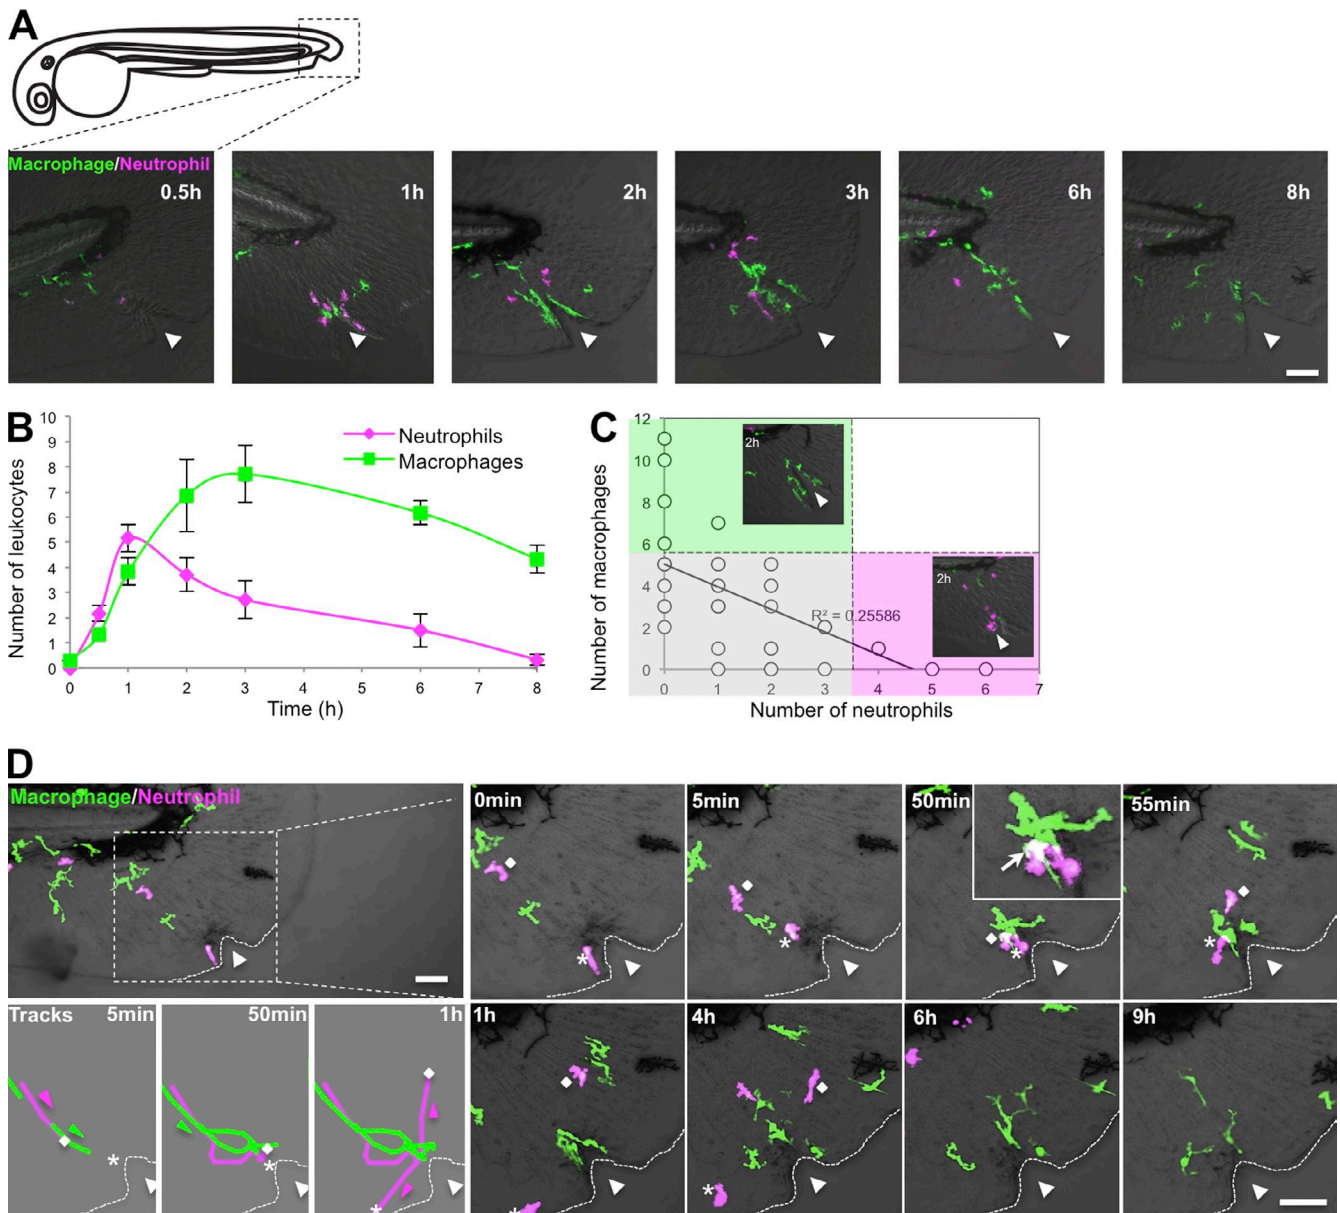 A
Macrophage/Neutrophil
0.5h
1h
2h
3h
6h
8h
B
Number of leukocytes
10
9
8
7
6
5
4
3
2
1
0
0
1
2
3
4
5
6
7
8
Time (h)
Neutrophils
Macrophages
C
Number of macrophages
12
10
8
6
4
2
0
0
1
2
3
4
5
6
7
Number of neutrophils
2h
2h
R² = 0.25586
D
Macrophage/Neutrophil
0min
5min
50min
55min
*
*
*
*
Tracks 5min
50min
1h
*
*
*
1h
4h
6h
9h
*
*